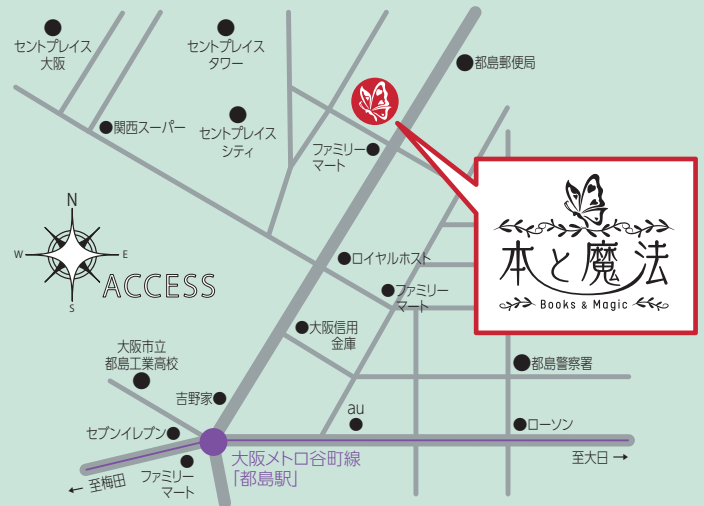 セントプレイス
大阪
セントプレイス
タワー
都島郵便局
関西スーパー
セントプレイス
シティ
ファミリー
マート
本と魔法
Books & Magic
N
W
E
S
ACCESS
ロイヤルホスト
ファミリー
マート
大阪信用
金庫
大阪市立
都島工業高校
都島警察署
吉野家
au
ローソン
セブンイレブン
大阪メトロ谷町線
「都島駅」
至大日→
←至梅田
ファミリー
マート